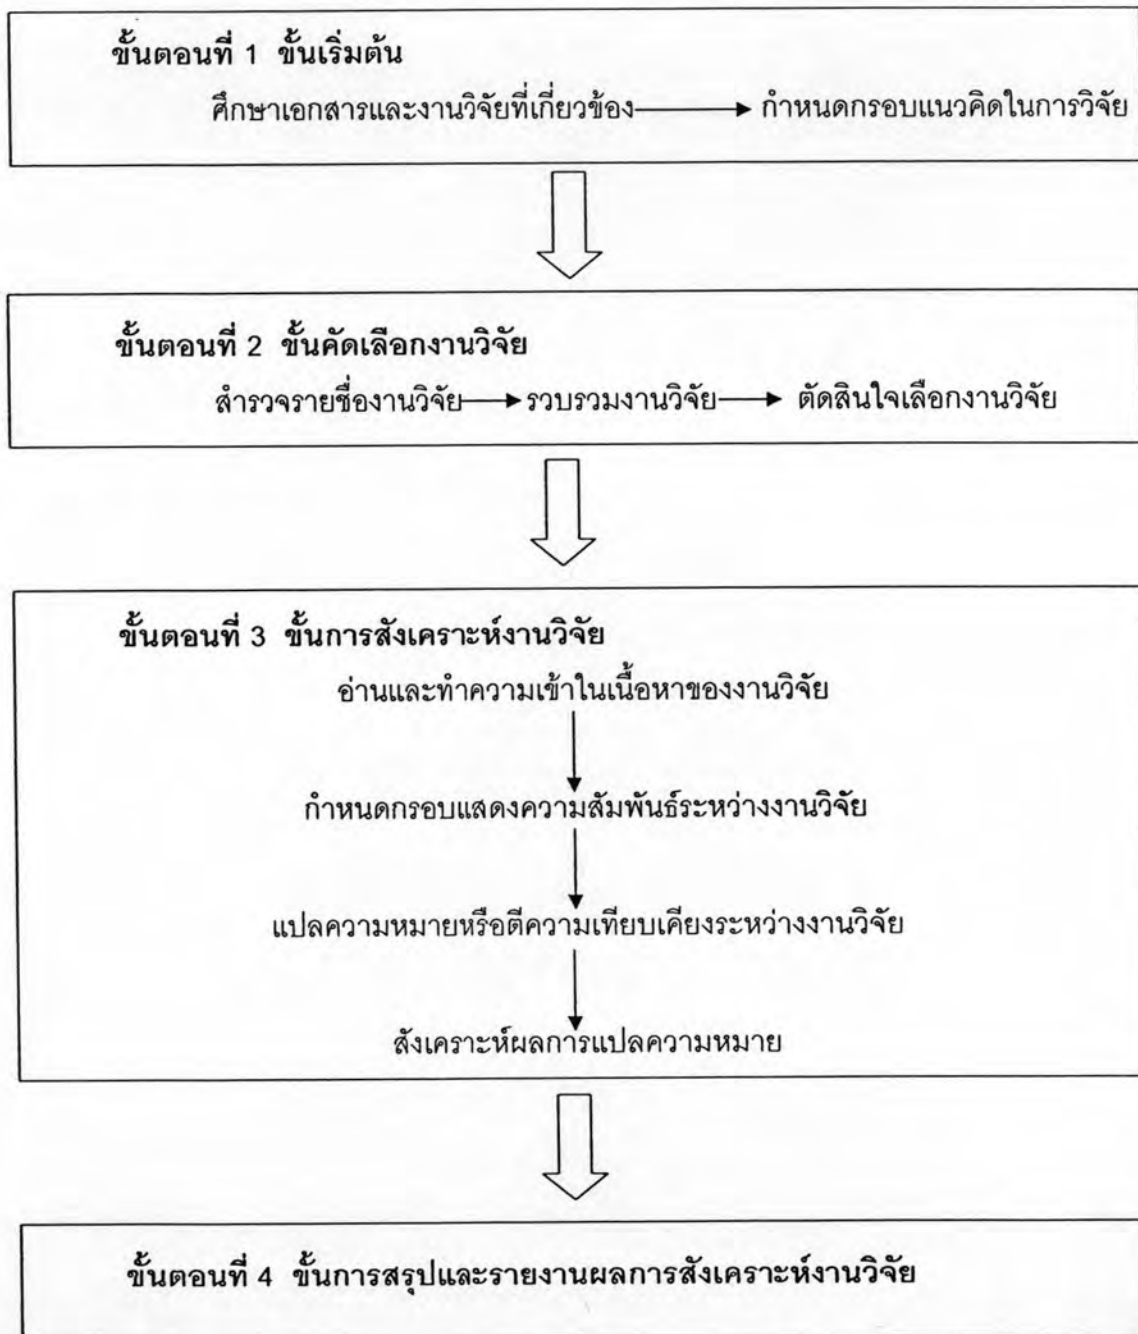 ขั้นตอนที่ 1 ขั้นเริ่มต้น
ศึกษาเอกสารและงานวิจัยที่เกี่ยวข้อง กำหนดกรอบแนวคิดในการวิจัย
ขั้นตอนที่ 2 ขั้นคัดเลือกงานวิจัย
สำรวจรายชื่องานวิจัย รวบรวมงานวิจัย ตัดสินใจเลือกงานวิจัย
ขั้นตอนที่ 3 ขั้นการสังเคราะห์งานวิจัย
อ่านและทำความเข้าในเนื้อหาของงานวิจัย
กำหนดกรอบแสดงความสัมพันธ์ระหว่างงานวิจัย
แปลความหมายหรือตีความเทียบเคียงระหว่างงานวิจัย
สังเคราะห์ผลการแปลความหมาย
ขั้นตอนที่ 4 ขั้นการสรุปและรายงานผลการสังเคราะห์งานวิจัย